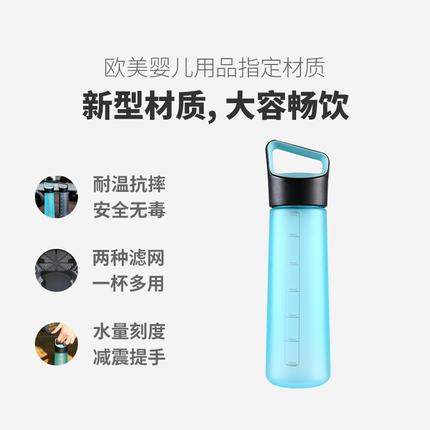 欧美婴儿用品指定材质
新型材质, 大容畅饮
耐温抗摔
安全无毒
两种滤网
一杯多用
水量刻度
减震提手